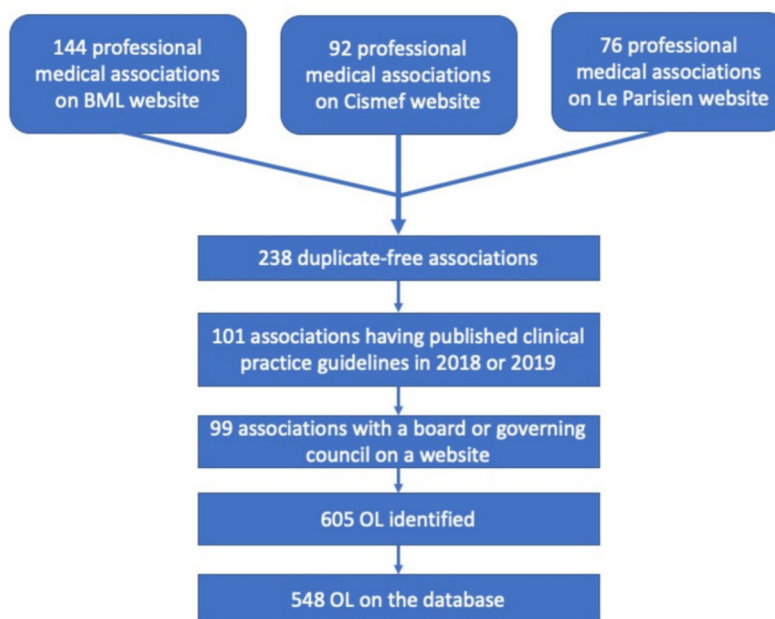 144 professional
medical associations
on BML website
92 professional
medical associations
on Cismef website
76 professional
medical associations
on Le Parisien website
238 duplicate-free associations
101 associations having published clinical
practice guidelines in 2018 or 2019
99 associations with a board or governing
council on a website
605 OL identified
548 OL on the database